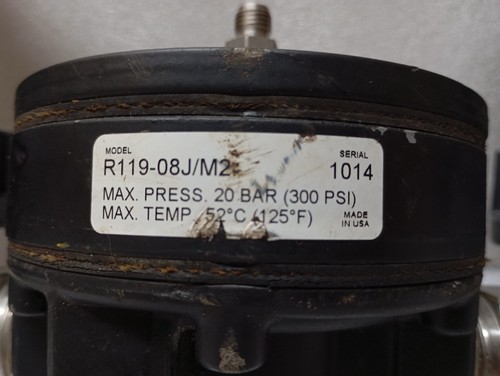 MODEL SERIAL
R119-08J/M2 1014
MAX. PRESS. 20 BAR (300 PSI)
MAX. TEMP. 52°C (125°F) MADE IN USA